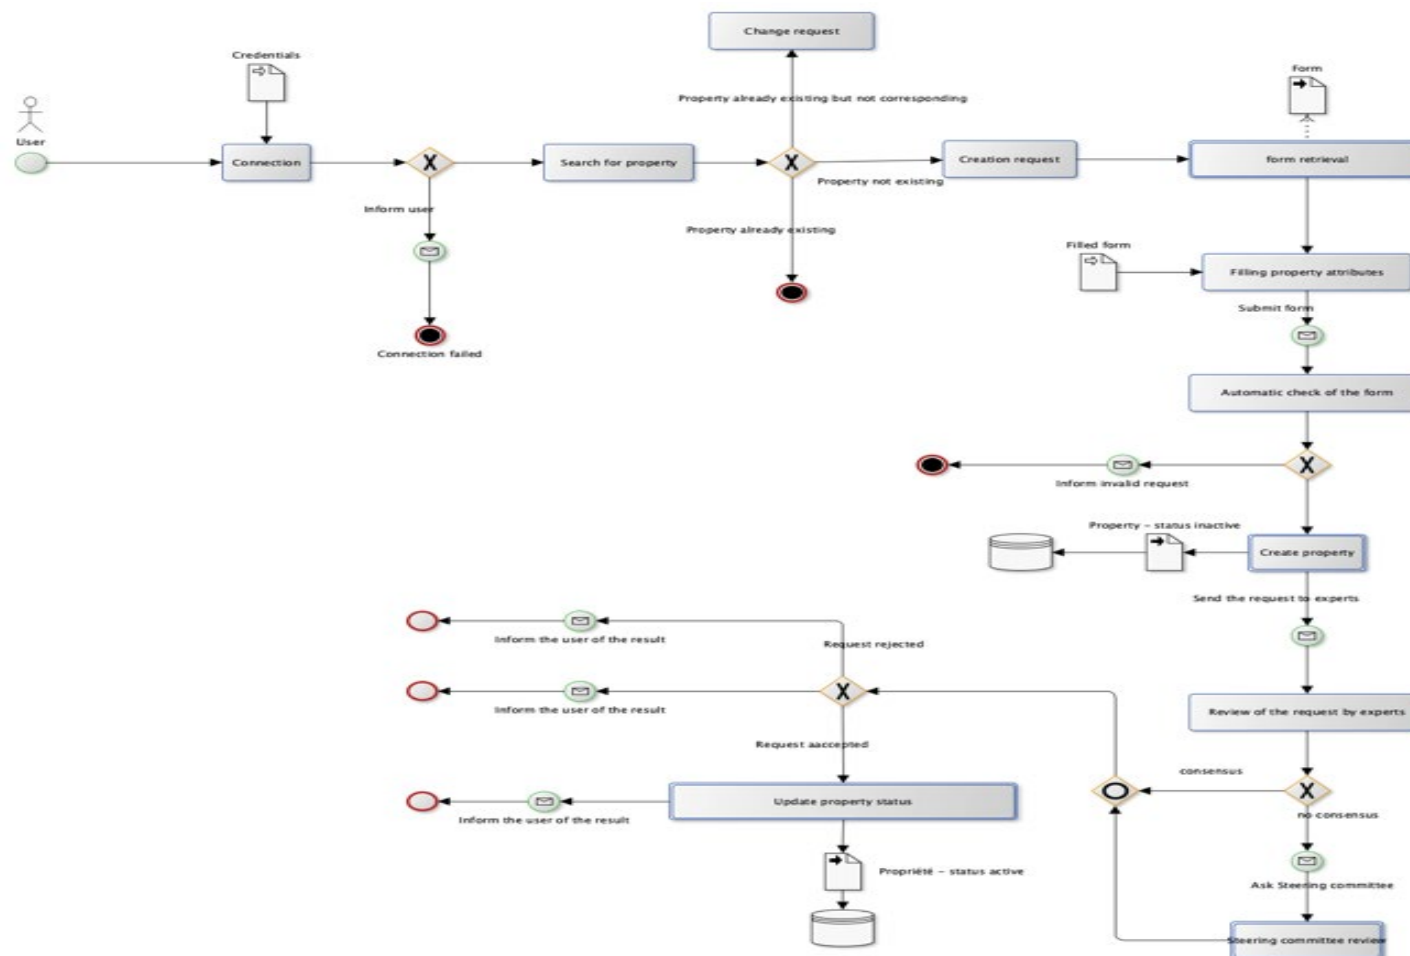 Change request
Credentials
Form
Property already existing but not corresponding
User
Connection
Search for property
Creation request
form retrieval
Property not existing
Inform user
Property already existing
Filled form
Filling property attributes
Submit form
Connection failed
Automatic check of the form
Inform invalid request
Property - status inactive
Create property
Send the request to experts
Inform the user of the result
Request rejected
Inform the user of the result
Review of the request by experts
Request aaccepted
consensus
Update property status
no consensus
Inform the user of the result
Propriété - status active
Ask Steering committee
Steering committee review